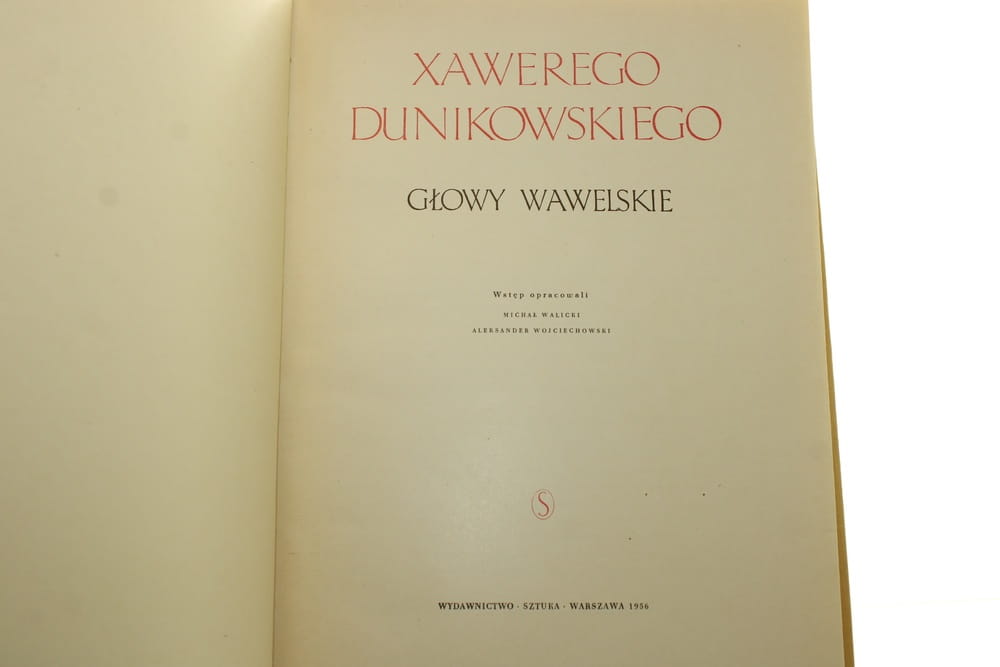 XAWEREGO
DUNIKOWSKIEGO
GŁOWY WAWELSKIE
Wstęp opracowali
MICHAŁ WALICKI
ALEKSANDER WOJCIECHOWSKI
S
WYDAWNICTWO · SZTUKA · WARSZAWA 1956